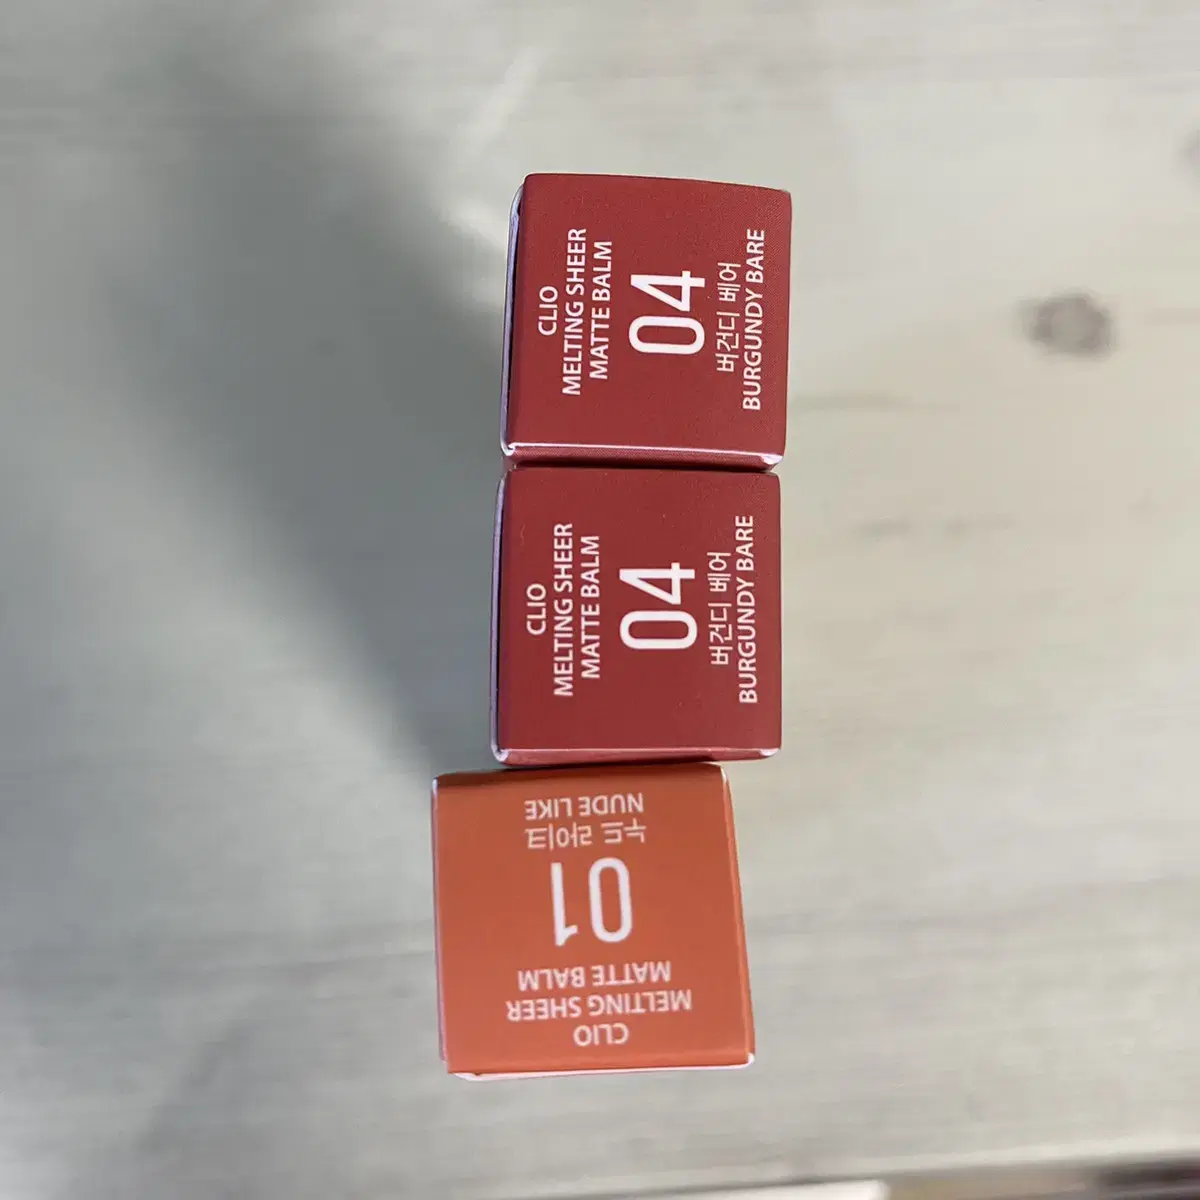 CLIO
MELTING SHEER
MATTE BALM
04
버건디 베어
BURGUNDY BARE
CLIO
MELTING SHEER
MATTE BALM
04
버건디 베어
BURGUNDY BARE
CLIO
MELTING SHEER
MATTE BALM
01
누드 라이크
NUDE LIKE